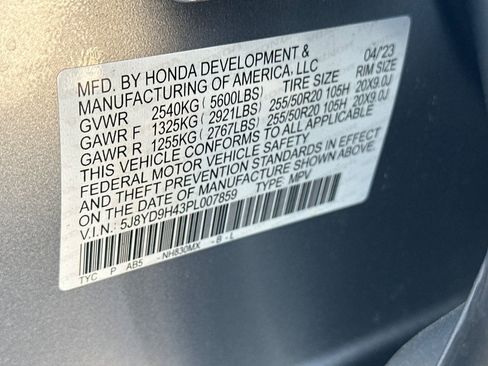 MFD. BY HONDA DEVELOPMENT & 04/23
MANUFACTURING OF AMERICA, LLC TIRE SIZE RIM SIZE
GVWR 2540KG ( 5600LBS)
GAWR F 1325KG ( 2921LBS) 255/50R20 105H 20X9.0J
GAWR R 1255KG ( 2767LBS) 255/50R20 105H 20X9.0J
THIS VEHICLE CONFORMS TO ALL APPLICABLE
FEDERAL MOTOR VEHICLE SAFETY
AND THEFT PREVENTION STANDARDS IN EFFECT
ON THE DATE OF MANUFACTURE SHOWN ABOVE.
V.I.N.: 5J8YD9H43PL007859 TYPE: MPV
TYC P AB5 -NH830MX -B-L